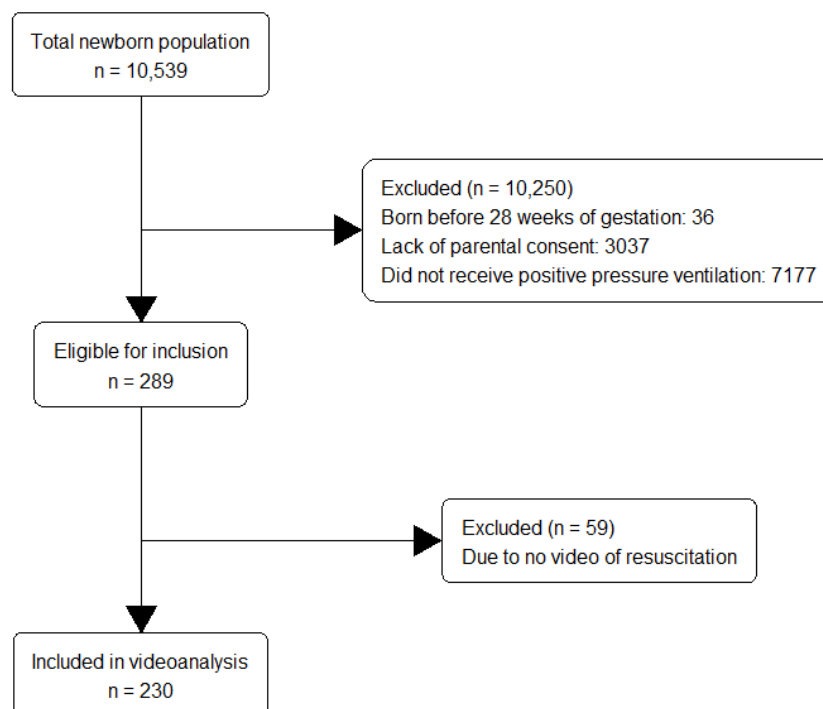 Total newborn population
n = 10,539
Excluded (n = 10,250)
Born before 28 weeks of gestation: 36
Lack of parental consent: 3037
Did not receive positive pressure ventilation: 7177
Eligible for inclusion
n = 289
Excluded (n = 59)
Due to no video of resuscitation
Included in videoanalysis
n = 230